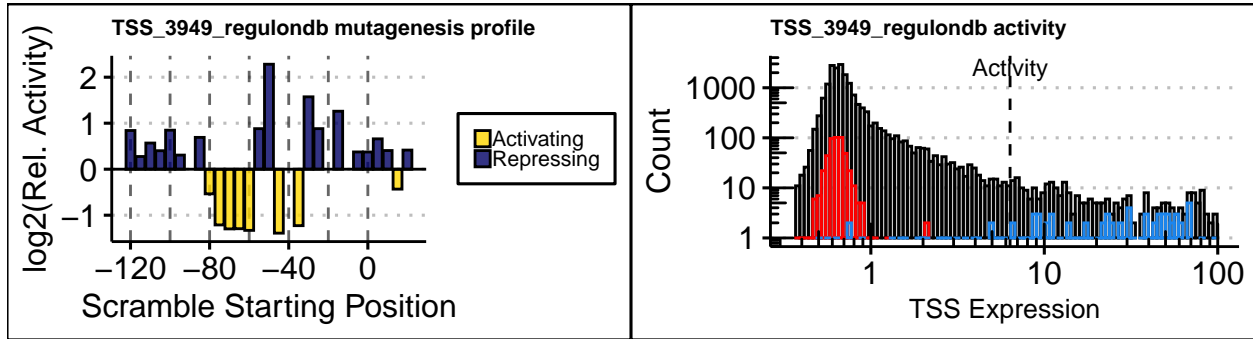 TSS_3949_regulondb mutagenesis profile
log2(Rel. Activity)
2
1
0
−1
−120
−80
−40
0
Scramble Starting Position
Activating
Repressing
TSS_3949_regulondb activity
Activity
Count
1000
100
10
1
1
10
100
TSS Expression